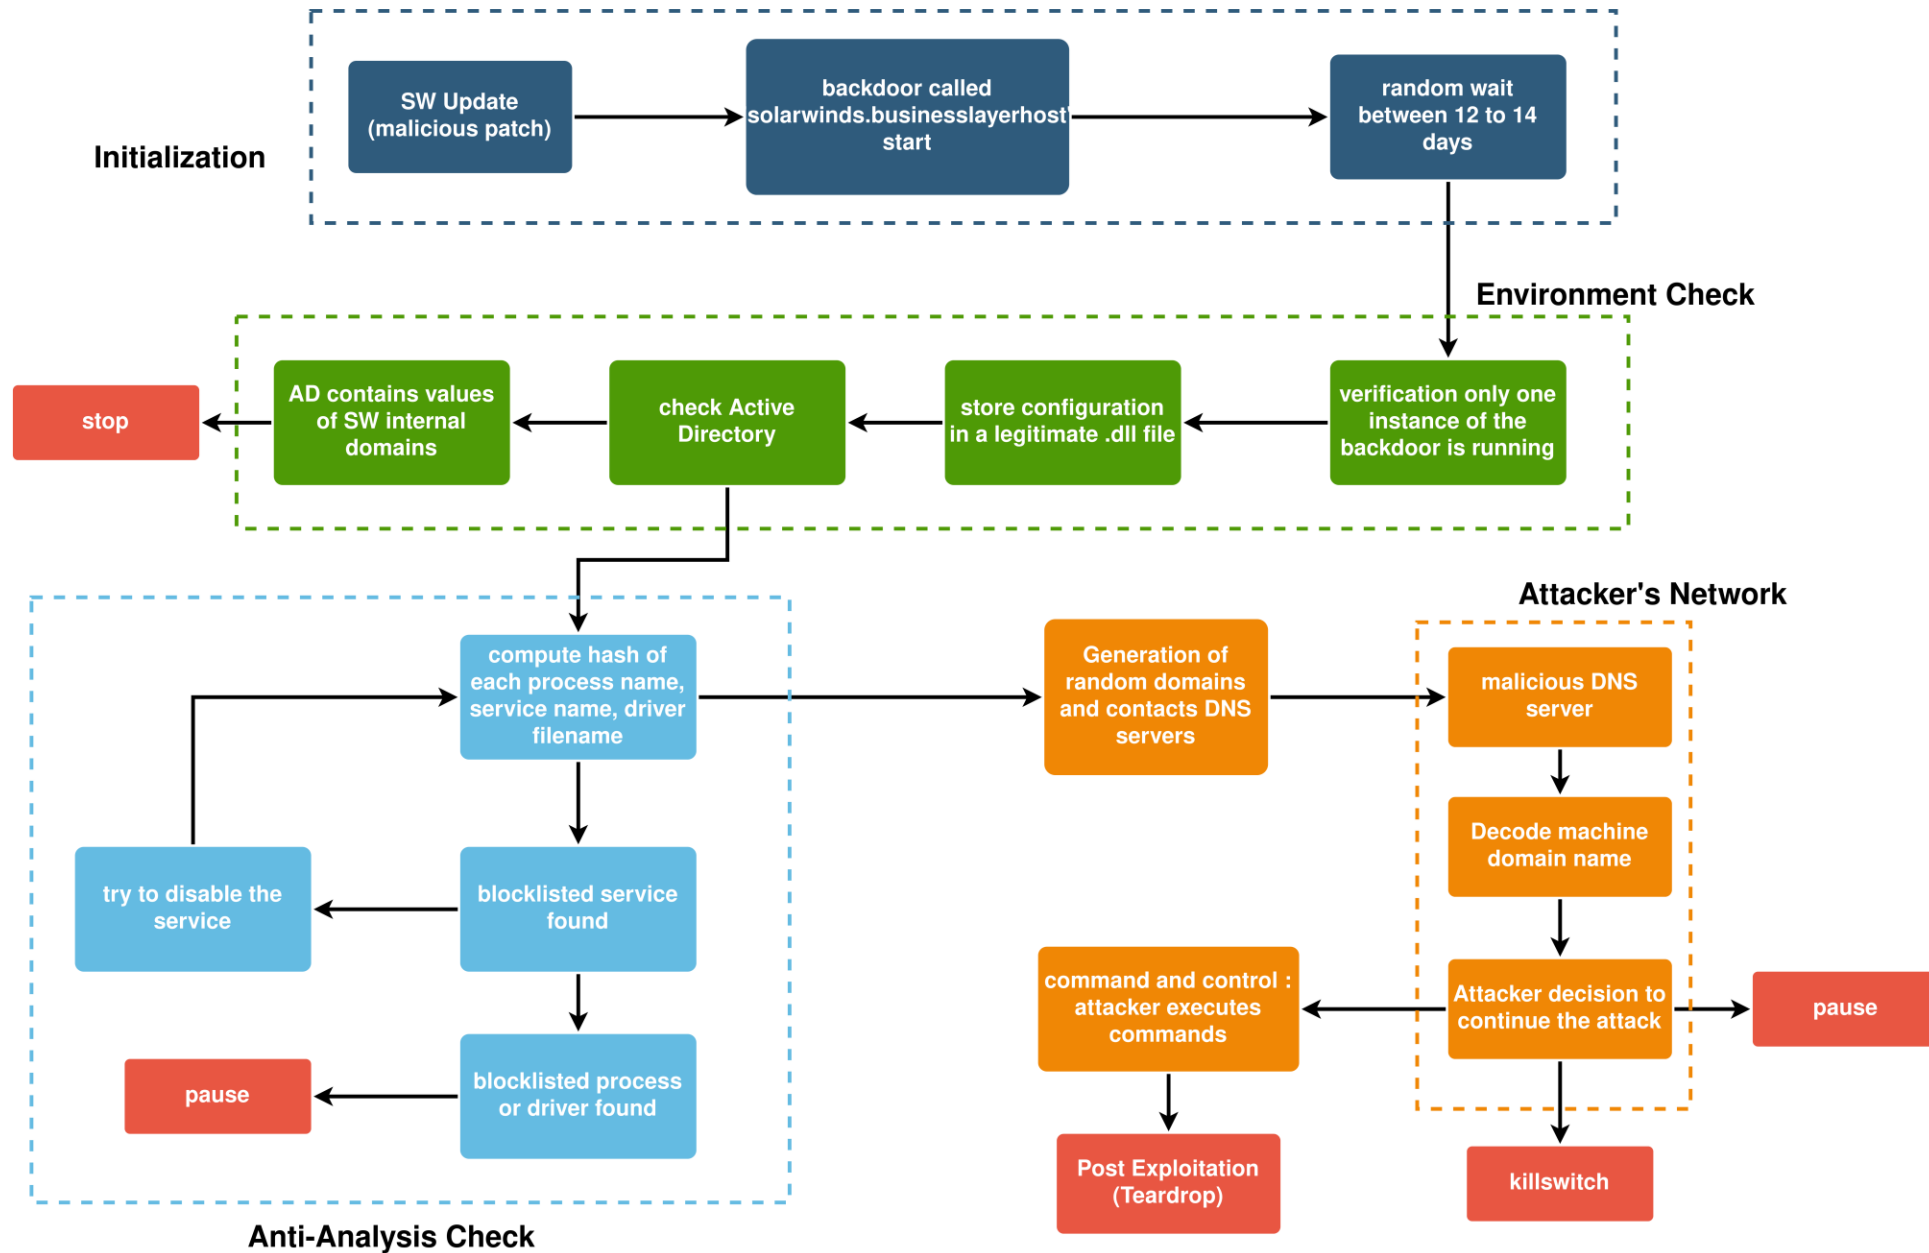 SW Update
(malicious patch)
backdoor called
solarwinds.businesslayerhost'
start
random wait
between 12 to 14
days
Initialization
Environment Check
stop
AD contains values
of SW internal
domains
check Active
Directory
store configuration
in a legitimate .dll file
verification only one
instance of the
backdoor is running
Attacker's Network
compute hash of
each process name,
service name, driver
filename
Generation of
random domains
and contacts DNS
servers
malicious DNS
server
Decode machine
domain name
try to disable the
service
blocklisted service
found
command and control :
attacker executes
commands
Attacker decision to
continue the attack
pause
pause
blocklisted process
or driver found
Post Exploitation
(Teardrop)
killswitch
Anti-Analysis Check